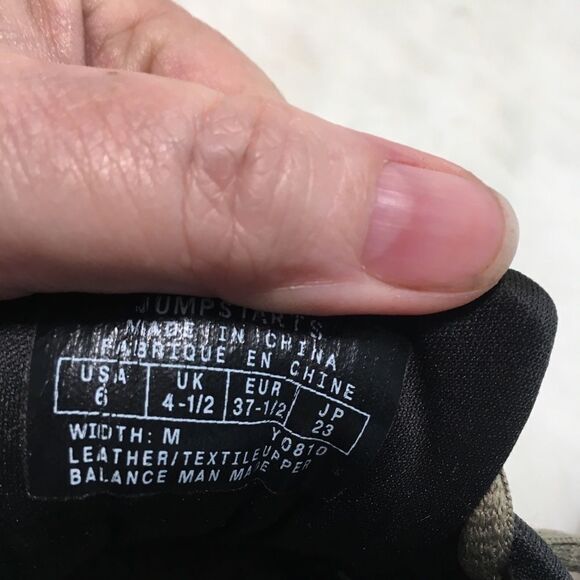 JUMPSTARTS
MADE IN CHINA
FABRIQUE EN CHINE
USA UK EUR JP
6 4-1/2 37-1/2 23
WIDTH: M Y0810
LEATHER/TEXTILE UPPER
BALANCE MAN MADE